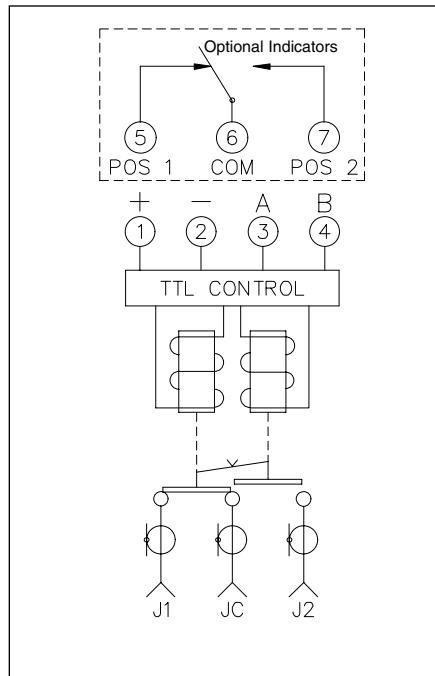 Optional Indicators
5 6 7
POS 1 COM POS 2
+ - A B
1 2 3 4
TTL CONTROL
J1 JC J2